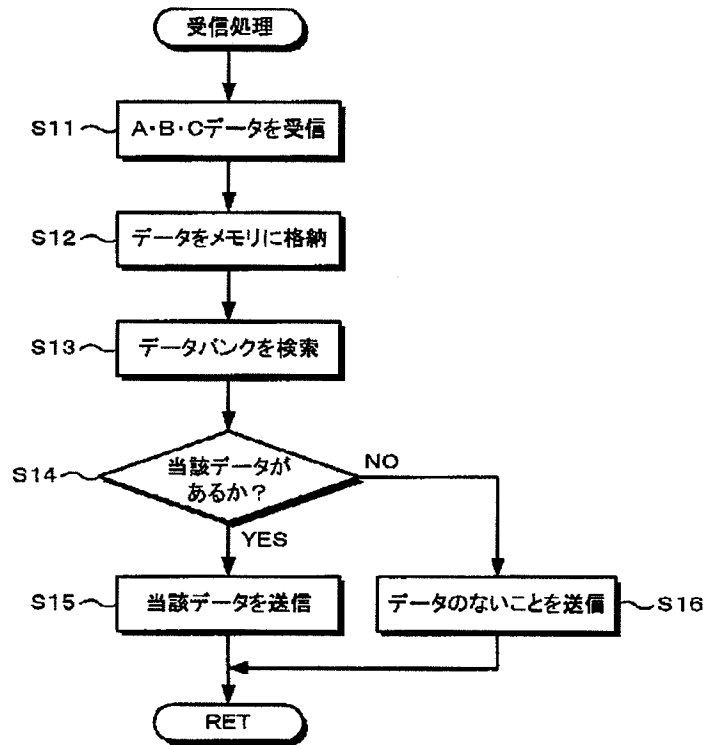 受信処理
S11
A・B・Cデータを受信
S12
データをメモリに格納
S13
データバンクを検索
S14
当該データが
あるか？
NO
YES
S15
当該データを送信
データのないことを送信
S16
RET